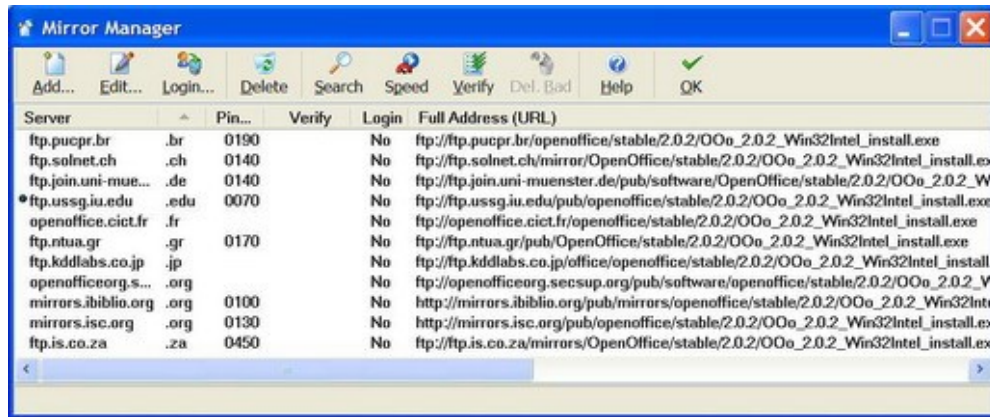 Mirror Manager
Add... Edit... Login... Delete Search Speed Verify Del. Bad Help OK
Server Pin... Verify Login Full Address (URL)
ftp.pucpr.br .br 0190 No ftp://ftp.pucpr.br/openoffice/stable/2.0.2/OOo_2.0.2_Win32Intel_install.exe
ftp.solnet.ch .ch 0140 No ftp://ftp.solnet.ch/mirror/OpenOffice/stable/2.0.2/OOo_2.0.2_Win32Intel_install.ex
ftp.join.uni-mue... .de 0140 No ftp://ftp.join.uni-muenster.de/pub/software/OpenOffice/stable/2.0.2/OOo_2.0.2_W
ftp.ussg.iu.edu .edu 0070 No ftp://ftp.ussg.iu.edu/pub/openoffice/stable/2.0.2/OOo_2.0.2_Win32Intel_install.exe
openoffice.cict.fr .fr No ftp://openoffice.cict.fr/openoffice/stable/2.0.2/OOo_2.0.2_Win32Intel_install.exe
ftp.ntua.gr .gr 0170 No ftp://ftp.ntua.gr/pub/OpenOffice/stable/2.0.2/OOo_2.0.2_Win32Intel_install.exe
ftp.kddlabs.co.jp .jp No ftp://ftp.kddlabs.co.jp/office/openoffice/stable/2.0.2/OOo_2.0.2_Win32Intel_install
openofficeorg.s... .org No ftp://openofficeorg.secsup.org/pub/software/openoffice/stable/2.0.2/OOo_2.0.2_W
mirrors.ibiblio.org .org 0100 No http://mirrors.ibiblio.org/pub/mirrors/openoffice/stable/2.0.2/OOo_2.0.2_Win32Inte
mirrors.isc.org .org 0130 No http://mirrors.isc.org/pub/openoffice/stable/2.0.2/OOo_2.0.2_Win32Intel_install.ex
ftp.is.co.za .za 0450 No ftp://ftp.is.co.za/mirrors/OpenOffice/stable/2.0.2/OOo_2.0.2_Win32Intel_install.ex